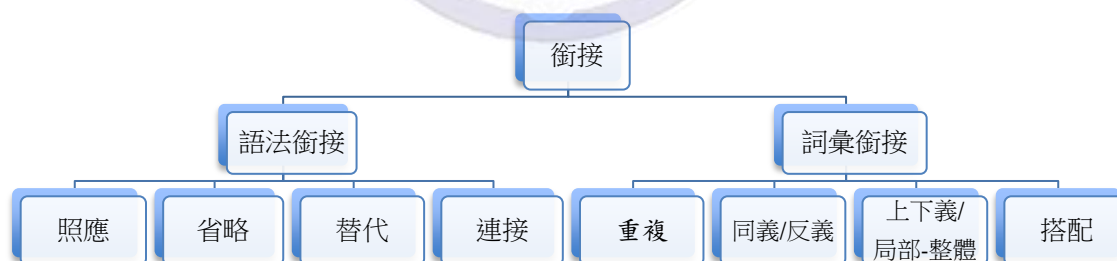 銜接
語法銜接
詞彙銜接
照應
省略
替代
連接
重複
同義/反義
上下義/
局部-整體
搭配